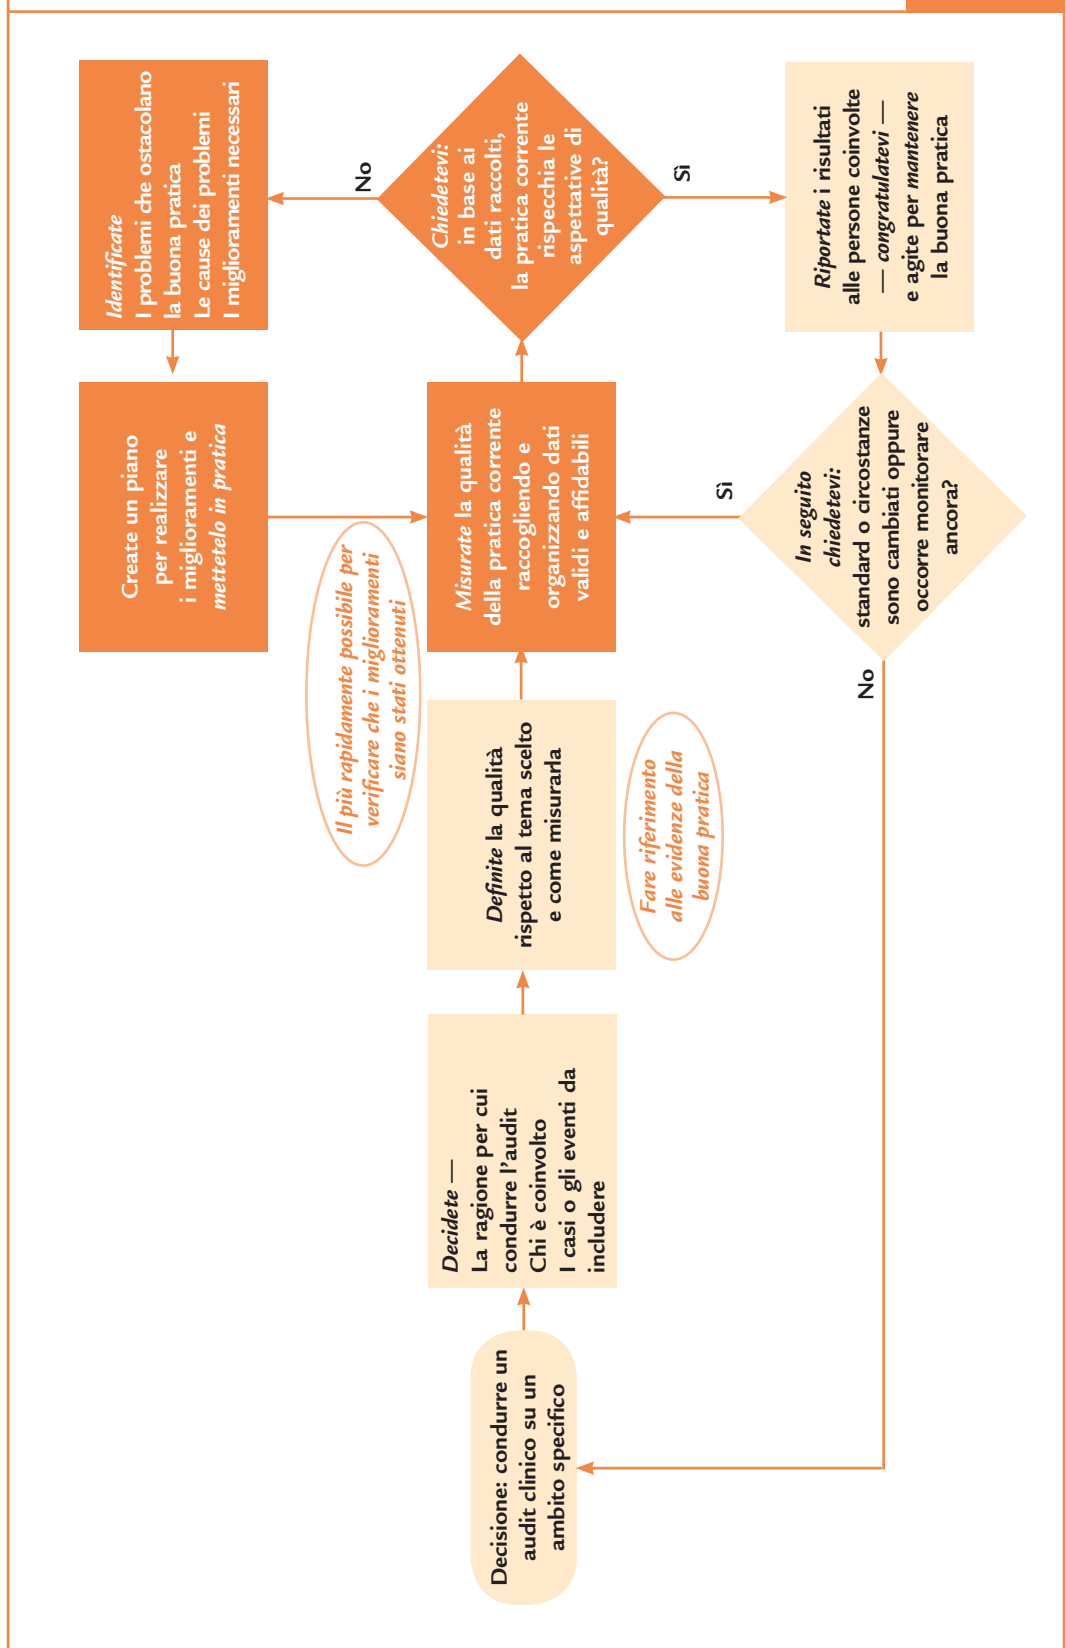 Decisione: condurre un
audit clinico su un
ambito specifico
Decidete —
La ragione per cui
condurre l’audit
Chi è coinvolto
I casi o gli eventi da
includere
Definite la qualità
rispetto al tema scelto
e come misurarla
Fare riferimento
alle evidenze della
buona pratica
Misurate la qualità
della pratica corrente
raccogliendo e
organizzando dati
validi e affidabili
Chiedetevi:
in base ai
dati raccolti,
la pratica corrente
rispecchia le
aspettative di
qualità?
No
Identificate
I problemi che ostacolano
la buona pratica
Le cause dei problemi
I miglioramenti necessari
Create un piano
per realizzare
i miglioramenti e
mettetelo in pratica
Il più rapidamente possibile per
verificare che i miglioramenti
siano stati ottenuti
Sì
Riportate i risultati
alle persone coinvolte
— congratulatevi —
e agite per mantenere
la buona pratica
In seguito
chiedetevi:
standard o circostanze
sono cambiati oppure
occorre monitorare
ancora?
Sì
No